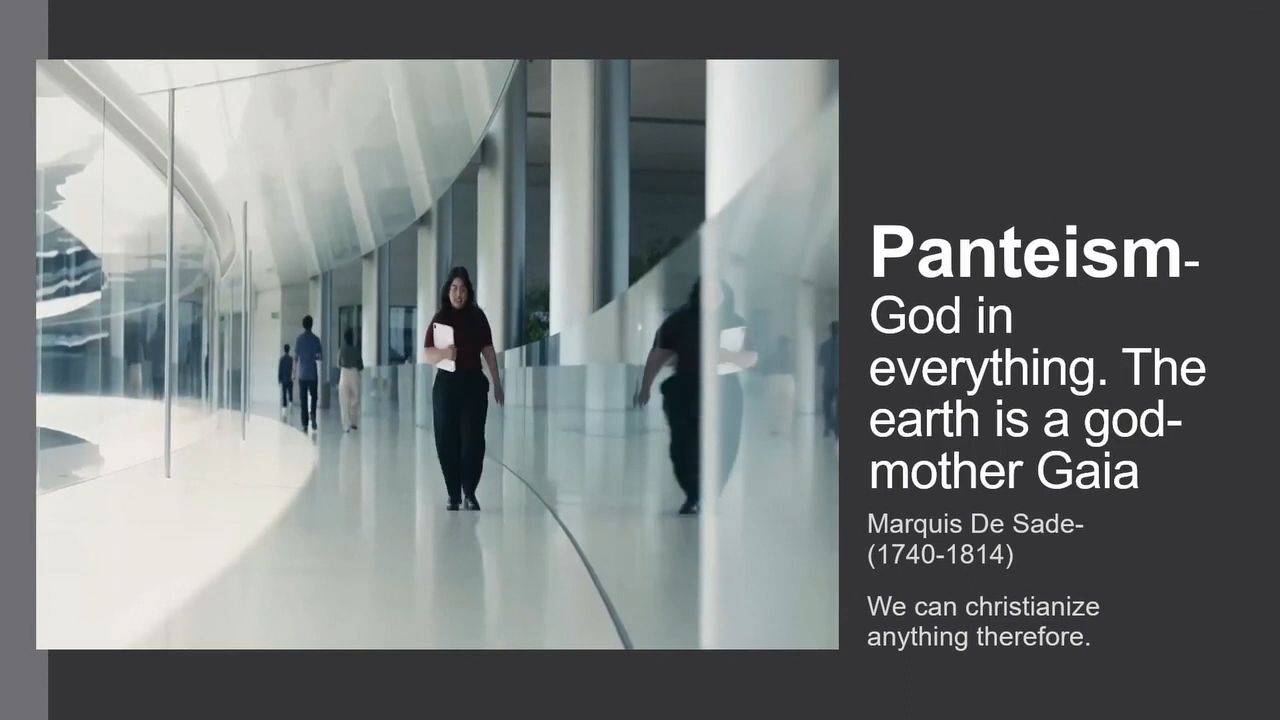 Panteism-
God in
everything. The
earth is a god-
mother Gaia
Marquis De Sade-
(1740-1814)
We can christianize
anything therefore.